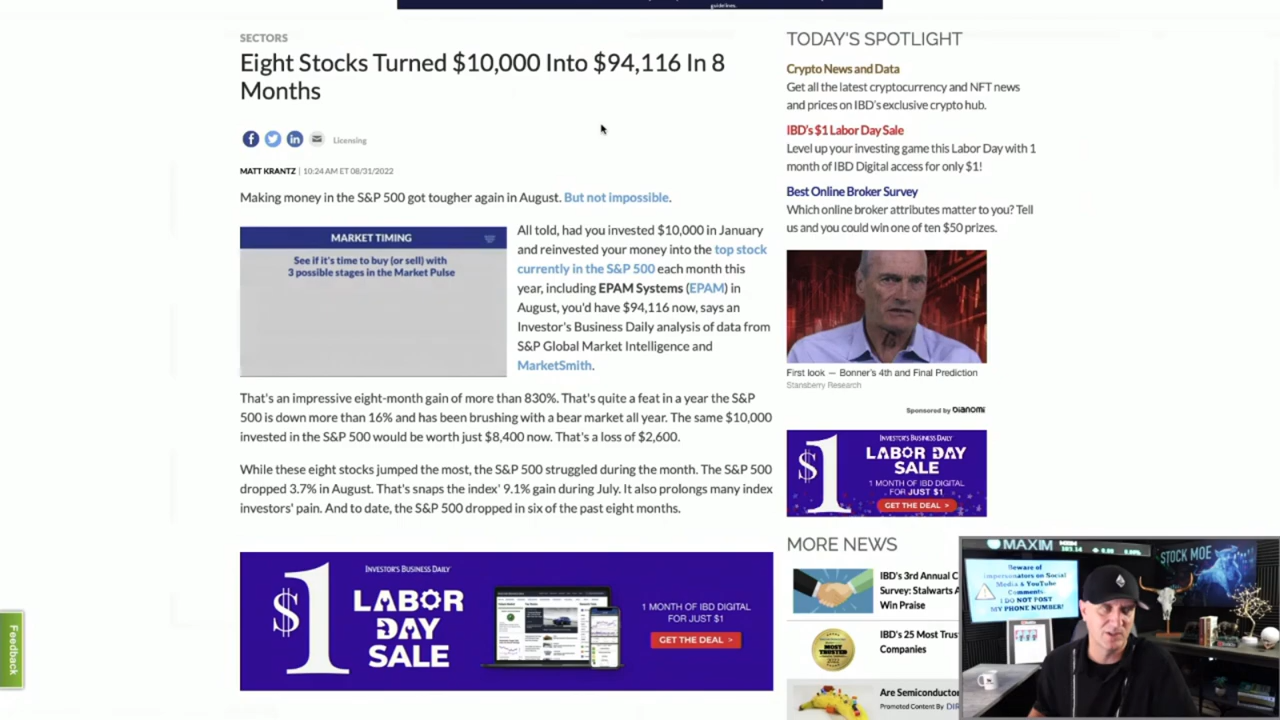 guidelines.
SECTORS
Eight Stocks Turned $10,000 Into $94,116 In 8
Months
Licensing
MATT KRANTZ | 10:24 AM ET 08/31/2022
Making money in the S&P 500 got tougher again in August. But not impossible.
MARKET TIMING
See if it's time to buy (or sell) with
3 possible stages in the Market Pulse
All told, had you invested $10,000 in January
and reinvested your money into the top stock
currently in the S&P 500 each month this
year, including EPAM Systems (EPAM) in
August, you'd have $94,116 now, says an
Investor's Business Daily analysis of data from
S&P Global Market Intelligence and
MarketSmith.
That's an impressive eight-month gain of more than 830%. That's quite a feat in a year the S&P
500 is down more than 16% and has been brushing with a bear market all year. The same $10,000
invested in the S&P 500 would be worth just $8,400 now. That's a loss of $2,600.
While these eight stocks jumped the most, the S&P 500 struggled during the month. The S&P 500
dropped 3.7% in August. That's snaps the index' 9.1% gain during July. It also prolongs many index
investors' pain. And to date, the S&P 500 dropped in six of the past eight months.
$1
INVESTOR'S BUSINESS DAILY
LABOR
DAY
SALE
1 MONTH OF IBD DIGITAL
FOR JUST $1
GET THE DEAL >
Feedback
TODAY'S SPOTLIGHT
Crypto News and Data
Get all the latest cryptocurrency and NFT news
and prices on IBD's exclusive crypto hub.
IBD's $1 Labor Day Sale
Level up your investing game this Labor Day with 1
month of IBD Digital access for only $1!
Best Online Broker Survey
Which online broker attributes matter to you? Tell
us and you could win one of ten $50 prizes.
First look — Bonner's 4th and Final Prediction
Stansberry Research
Sponsored by DIANOMI
$1
INVESTOR'S BUSINESS DAILY
LABOR DAY
SALE
1 MONTH OF IBD DIGITAL
FOR JUST $1
GET THE DEAL >
MORE NEWS
IBD's 3rd Annual C
Survey: Stalwarts A
Win Praise
MOST
TRUSTED
2022
IBD's 25 Most Trus
Companies
Are Semiconducto
Promoted Content By DIR
MAXIM
STOCK MOE
Beware of
impersonators on Social
Media & YouTube
Comments
I DO NOT POST
MY PHONE NUMBER!